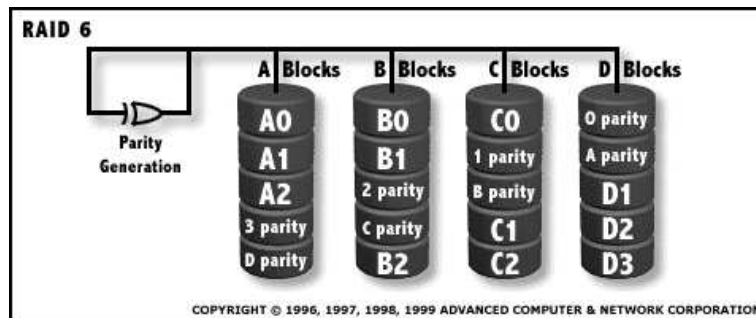 RAID 6
A Blocks B Blocks C Blocks D Blocks
Parity
Generation
A0 B0 C0 0 parity
A1 B1 1 parity A parity
A2 2 parity B parity D1
3 parity C parity C1 D2
D parity B2 C2 D3
COPYRIGHT © 1996, 1997, 1998, 1999 ADVANCED COMPUTER & NETWORK CORPORATION